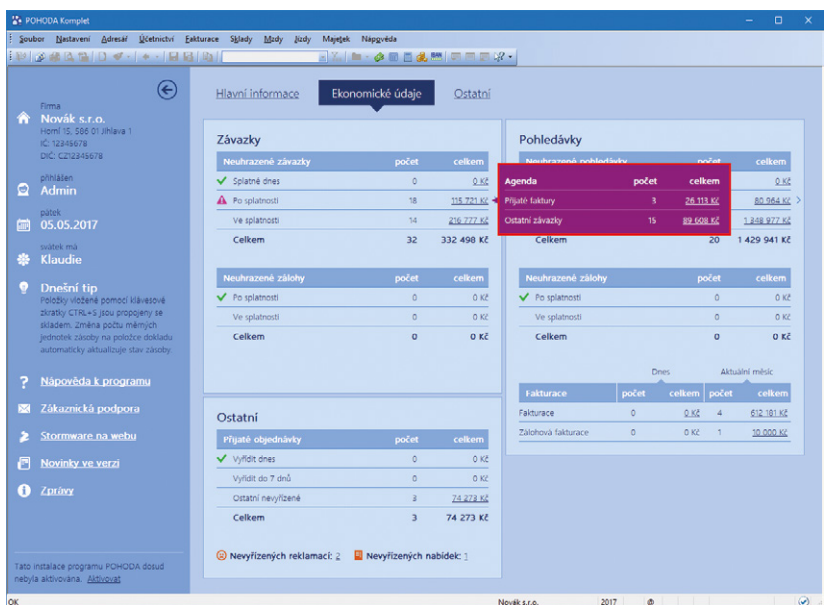 POHODA Komplet
Soubor Nastavení Adresář Účetnictví Fakturace Sklady Mzdy Jízdy Majetek Nápověda
Firma
Novák s.r.o.
Horní 15, 586 01 Jihlava 1
IČ: 12345678
DIČ: CZ12345678
přihlášen
Admin
pátek
05.05.2017
svátek má
Klaudie
Dnešní tip
Položky vložené pomocí klávesové
zkratky CTRL+S jsou propojeny se
skladem. Změna počtu měrných
jednotek zásoby na položce dokladu
automaticky aktualizuje stav zásoby.
Nápověda k programu
Zákaznická podpora
Stormware na webu
Novinky ve verzi
Zprávy
Tato instalace programu POHODA dosud
nebyla aktivována. Aktivovat
Hlavní informace Ekonomické údaje Ostatní
Závazky
Neuhrazené závazky počet celkem
Splatné dnes 0 0 Kč
Po splatnosti 18 115 721 Kč
Ve splatnosti 14 216 777 Kč
Celkem 32 332 498 Kč
Neuhrazené zálohy počet celkem
Po splatnosti 0 0 Kč
Ve splatnosti 0 0 Kč
Celkem 0 0 Kč
Ostatní
Přijaté objednávky počet celkem
Vyřídit dnes 0 0 Kč
Vyřídit do 7 dnů 0 0 Kč
Ostatní nevyřízené 3 74 273 Kč
Celkem 3 74 273 Kč
Nevyřízených reklamací: 2 Nevyřízených nabídek: 1
Pohledávky
Neuhrazené pohledávky počet celkem
0 Kč
80 964 Kč
1 348 977 Kč
Celkem 20 1 429 941 Kč
Agenda počet celkem
Přijaté faktury 3 26 113 Kč
Ostatní závazky 15 89 608 Kč
Neuhrazené zálohy počet celkem
Po splatnosti 0 0 Kč
Ve splatnosti 0 0 Kč
Celkem 0 0 Kč
Dnes Aktuální měsíc
Fakturace počet celkem počet celkem
Fakturace 0 0 Kč 4 612 181 Kč
Zálohová fakturace 0 0 Kč 1 10 000 Kč
OK Novák s.r.o. 2017 @